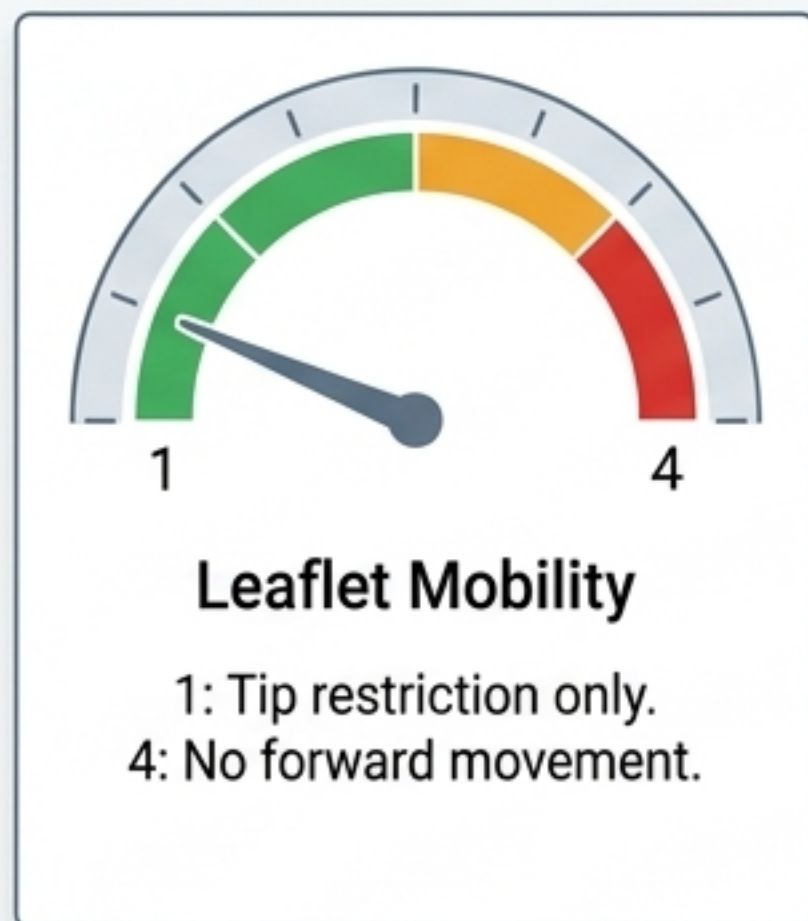 1
4
Leaflet Mobility
1: Tip restriction only.
4: No forward movement.